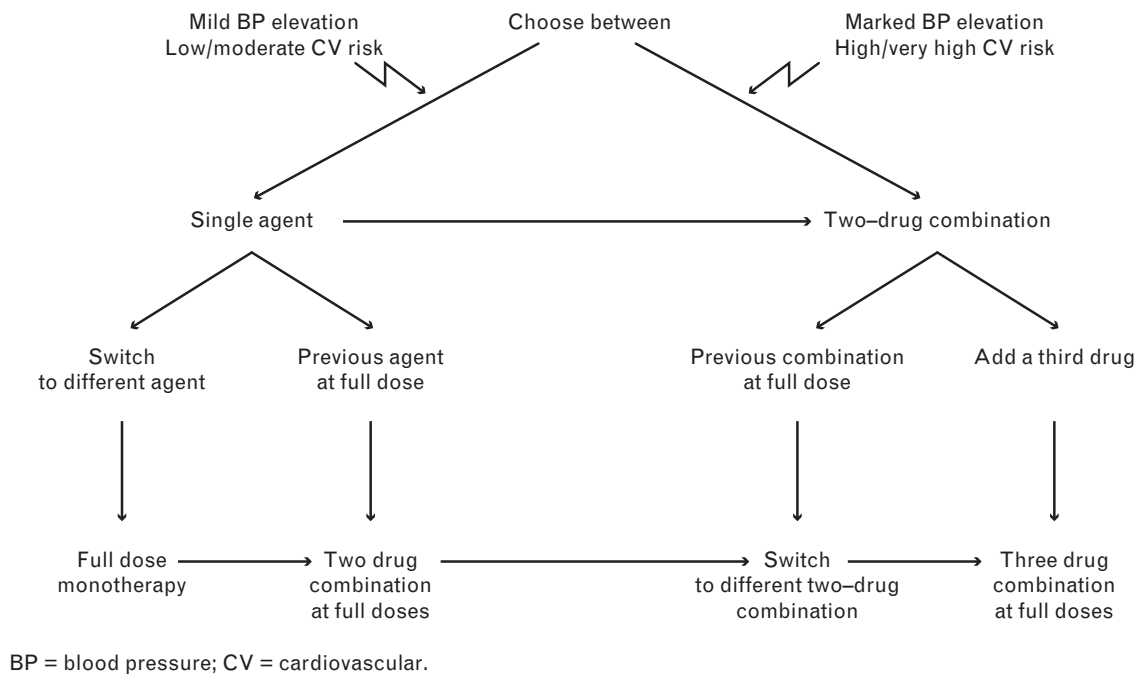 Mild BP elevation
Low/moderate CV risk
Choose between
Marked BP elevation
High/very high CV risk
Single agent
Two–drug combination
Switch
to different agent
Previous agent
at full dose
Previous combination
at full dose
Add a third drug
Full dose
monotherapy
Two drug
combination
at full doses
Switch
to different two–drug
combination
Three drug
combination
at full doses
BP = blood pressure; CV = cardiovascular.